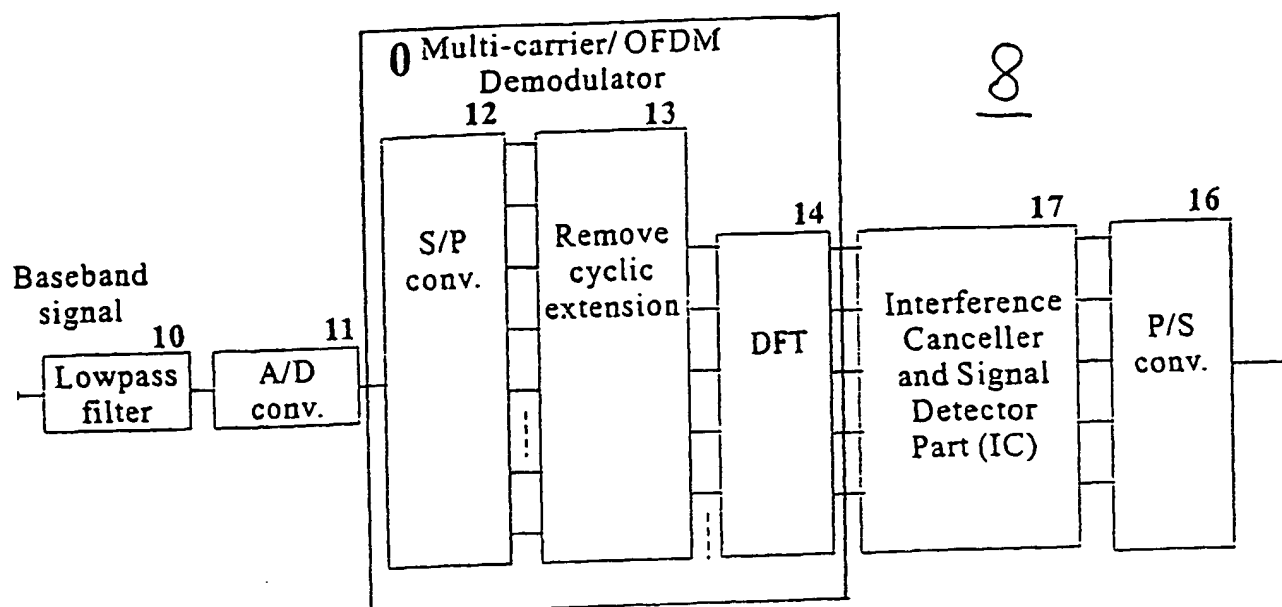 0 Multi-carrier/ OFDM
Demodulator
8
12
13
14
17
16
S/P
conv.
Remove
cyclic
extension
DFT
Interference
Canceller
and Signal
Detector
Part (IC)
P/S
conv.
Baseband
signal
10
11
Lowpass
filter
A/D
conv.